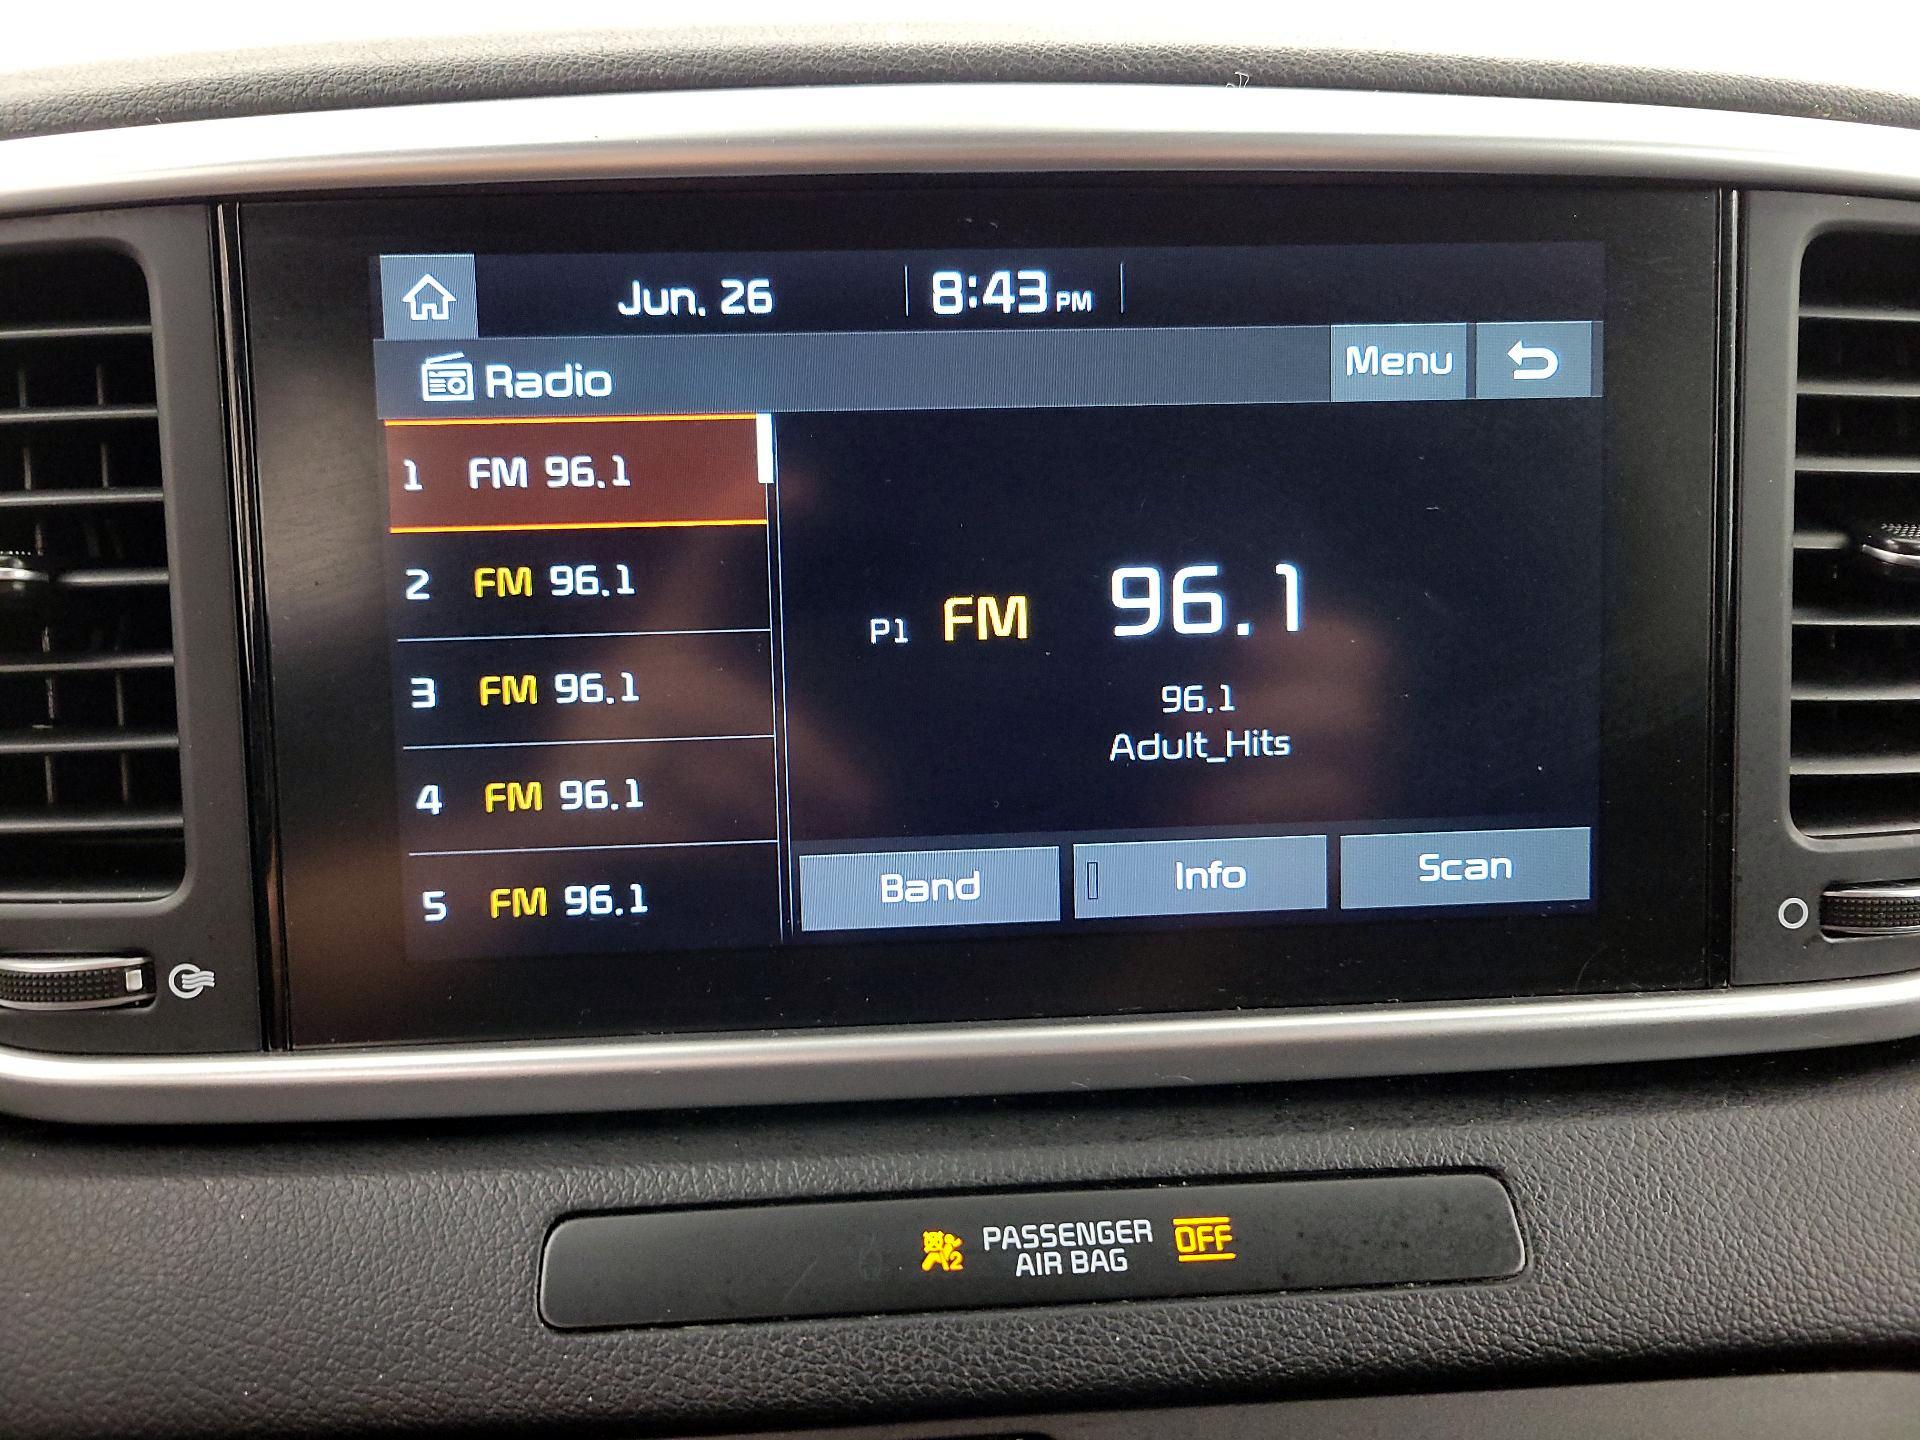 Jun. 26 8:43 PM
Radio Menu
1 FM 96.1
2 FM 96.1
3 FM 96.1
4 FM 96.1
5 FM 96.1
P1 FM 96.1
96.1
Adult_Hits
Band Info Scan
2 PASSENGER AIR BAG OFF